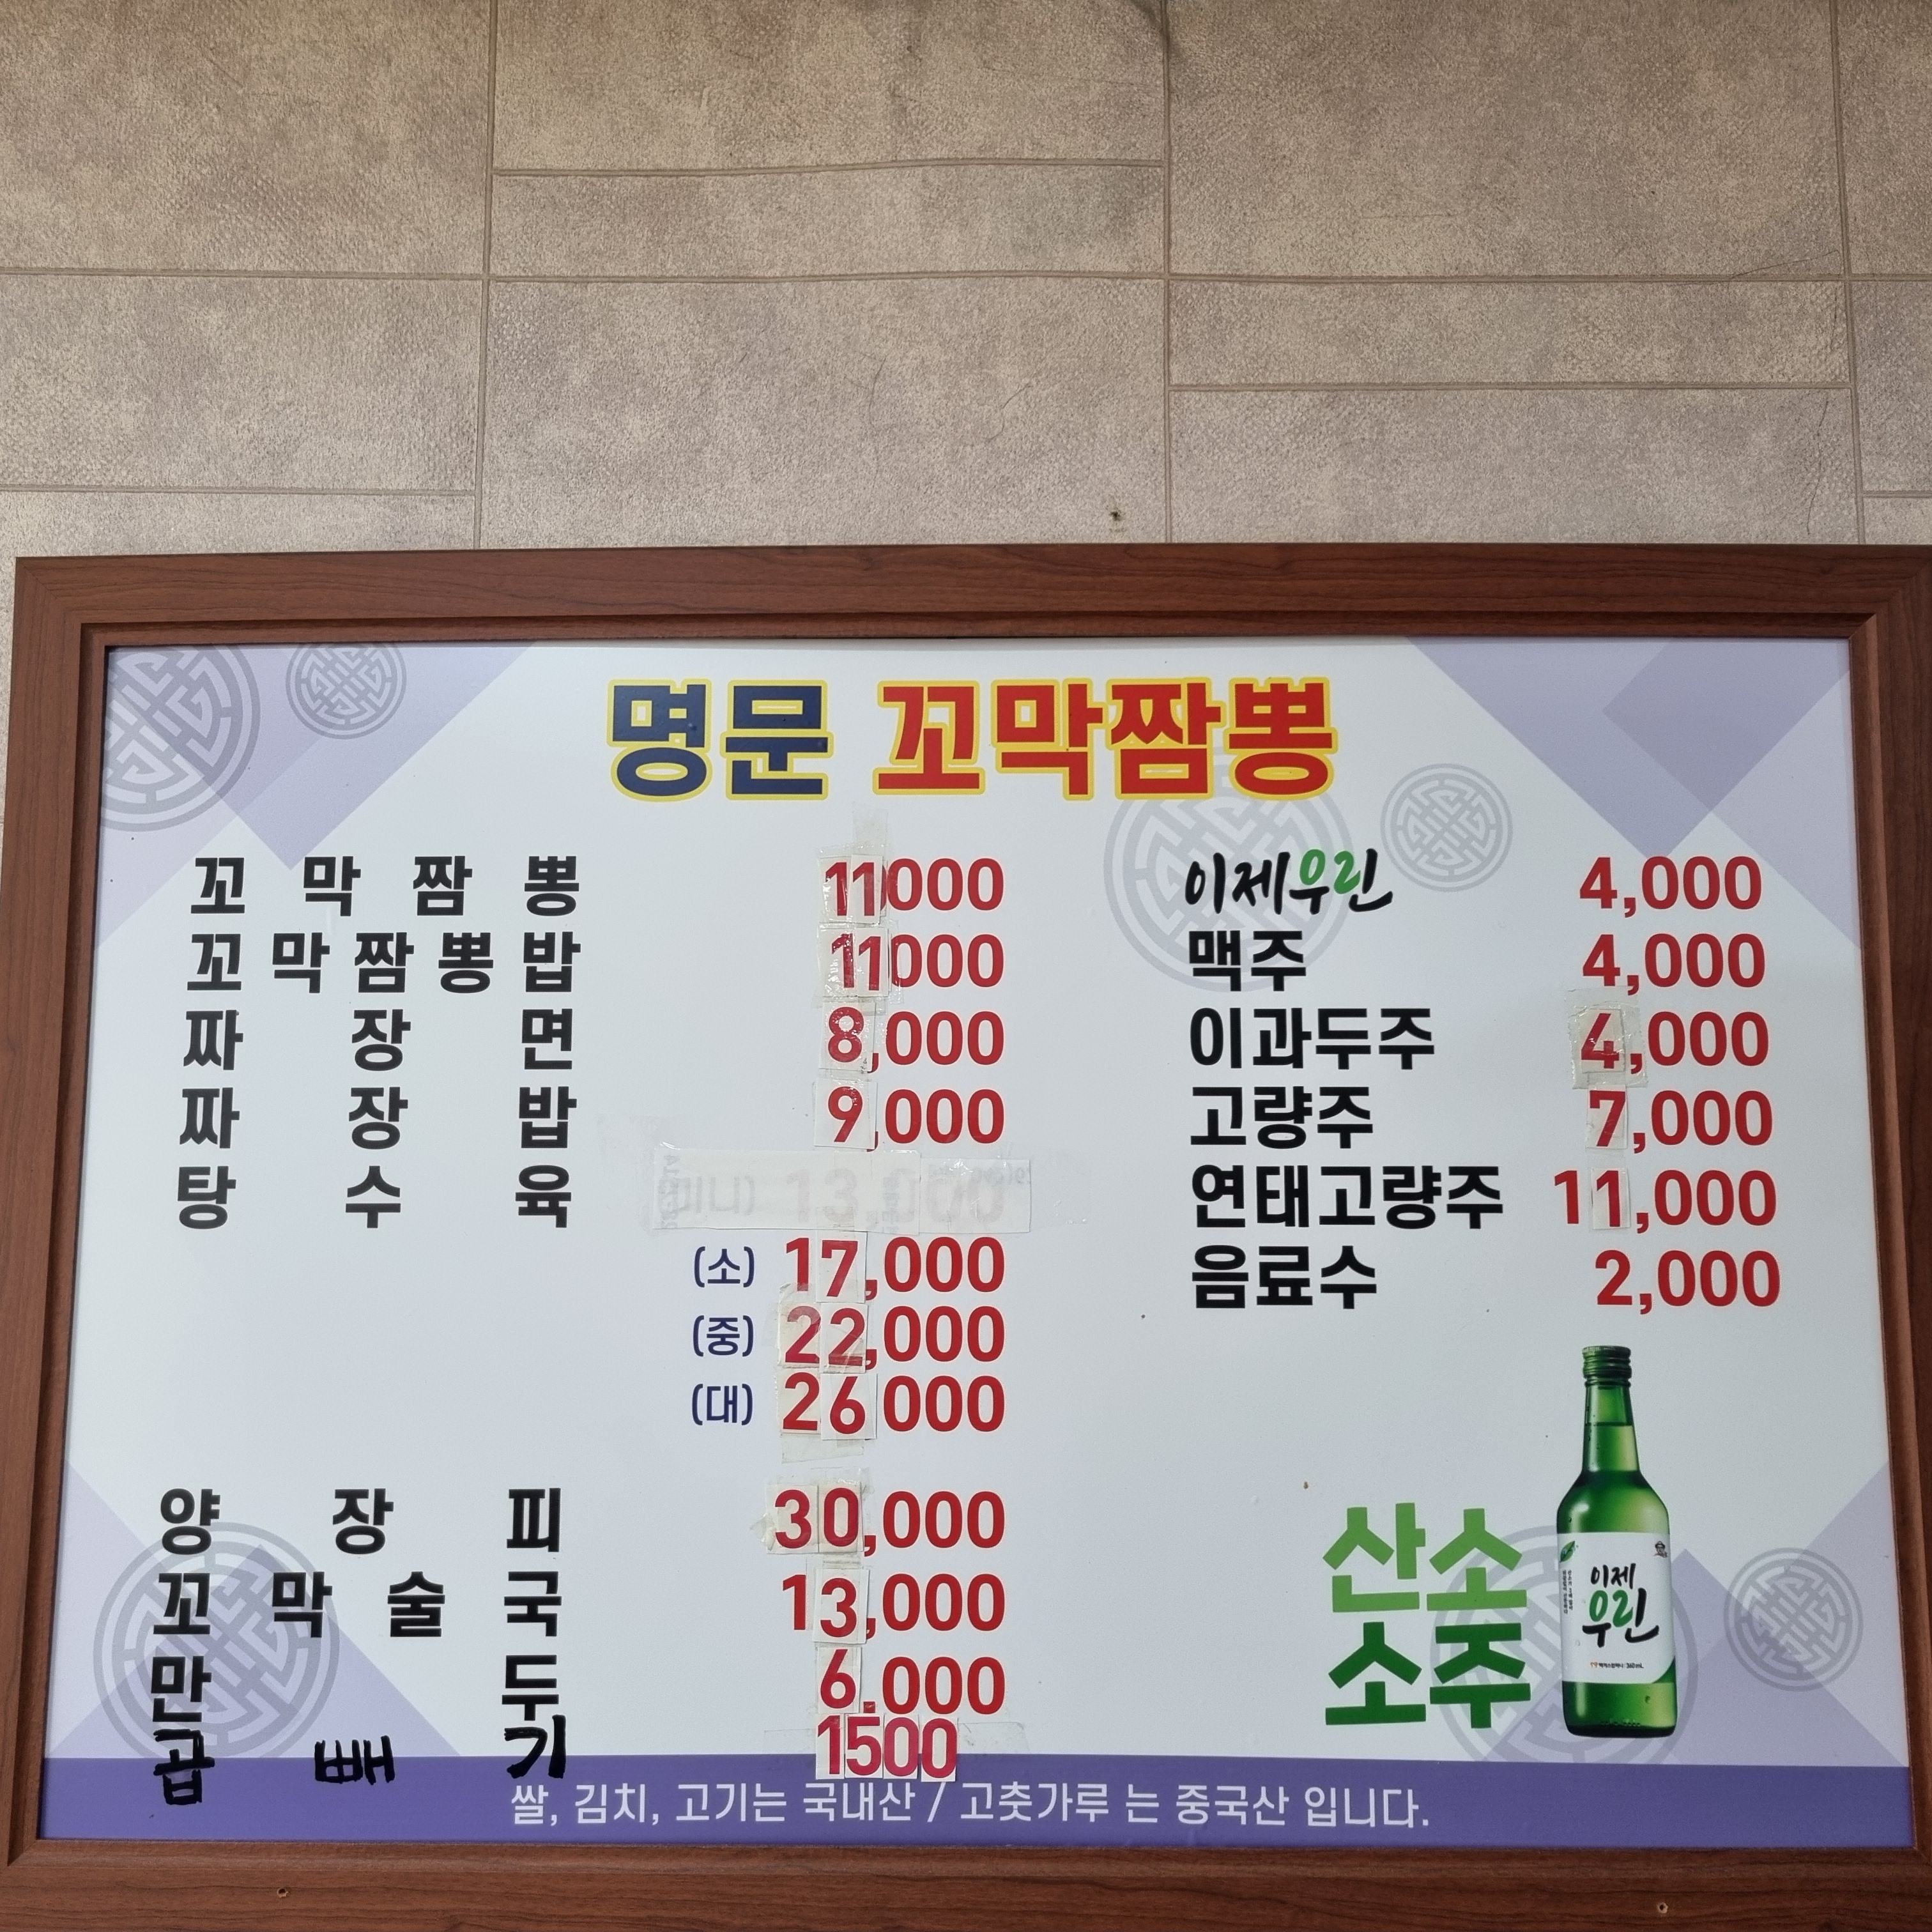 명문 꼬막짬뽕
꼬막짬뽕 11000
꼬막짬뽕밥 11000
짜장면 8,000
짜장밥 9,000
탕수육 (미니) 13,000
(소) 17,000
(중) 22,000
(대) 26,000
양장피 30,000
꼬막술국 13,000
만두 6.000
곱빼기 1500
이제우린 4,000
맥주 4,000
이과두주 4,000
고량주 7,000
연태고량주 11,000
음료수 2,000
산소
소주
이제
우린
쌀, 김치, 고기는 국내산 / 고춧가루 는 중국산 입니다.